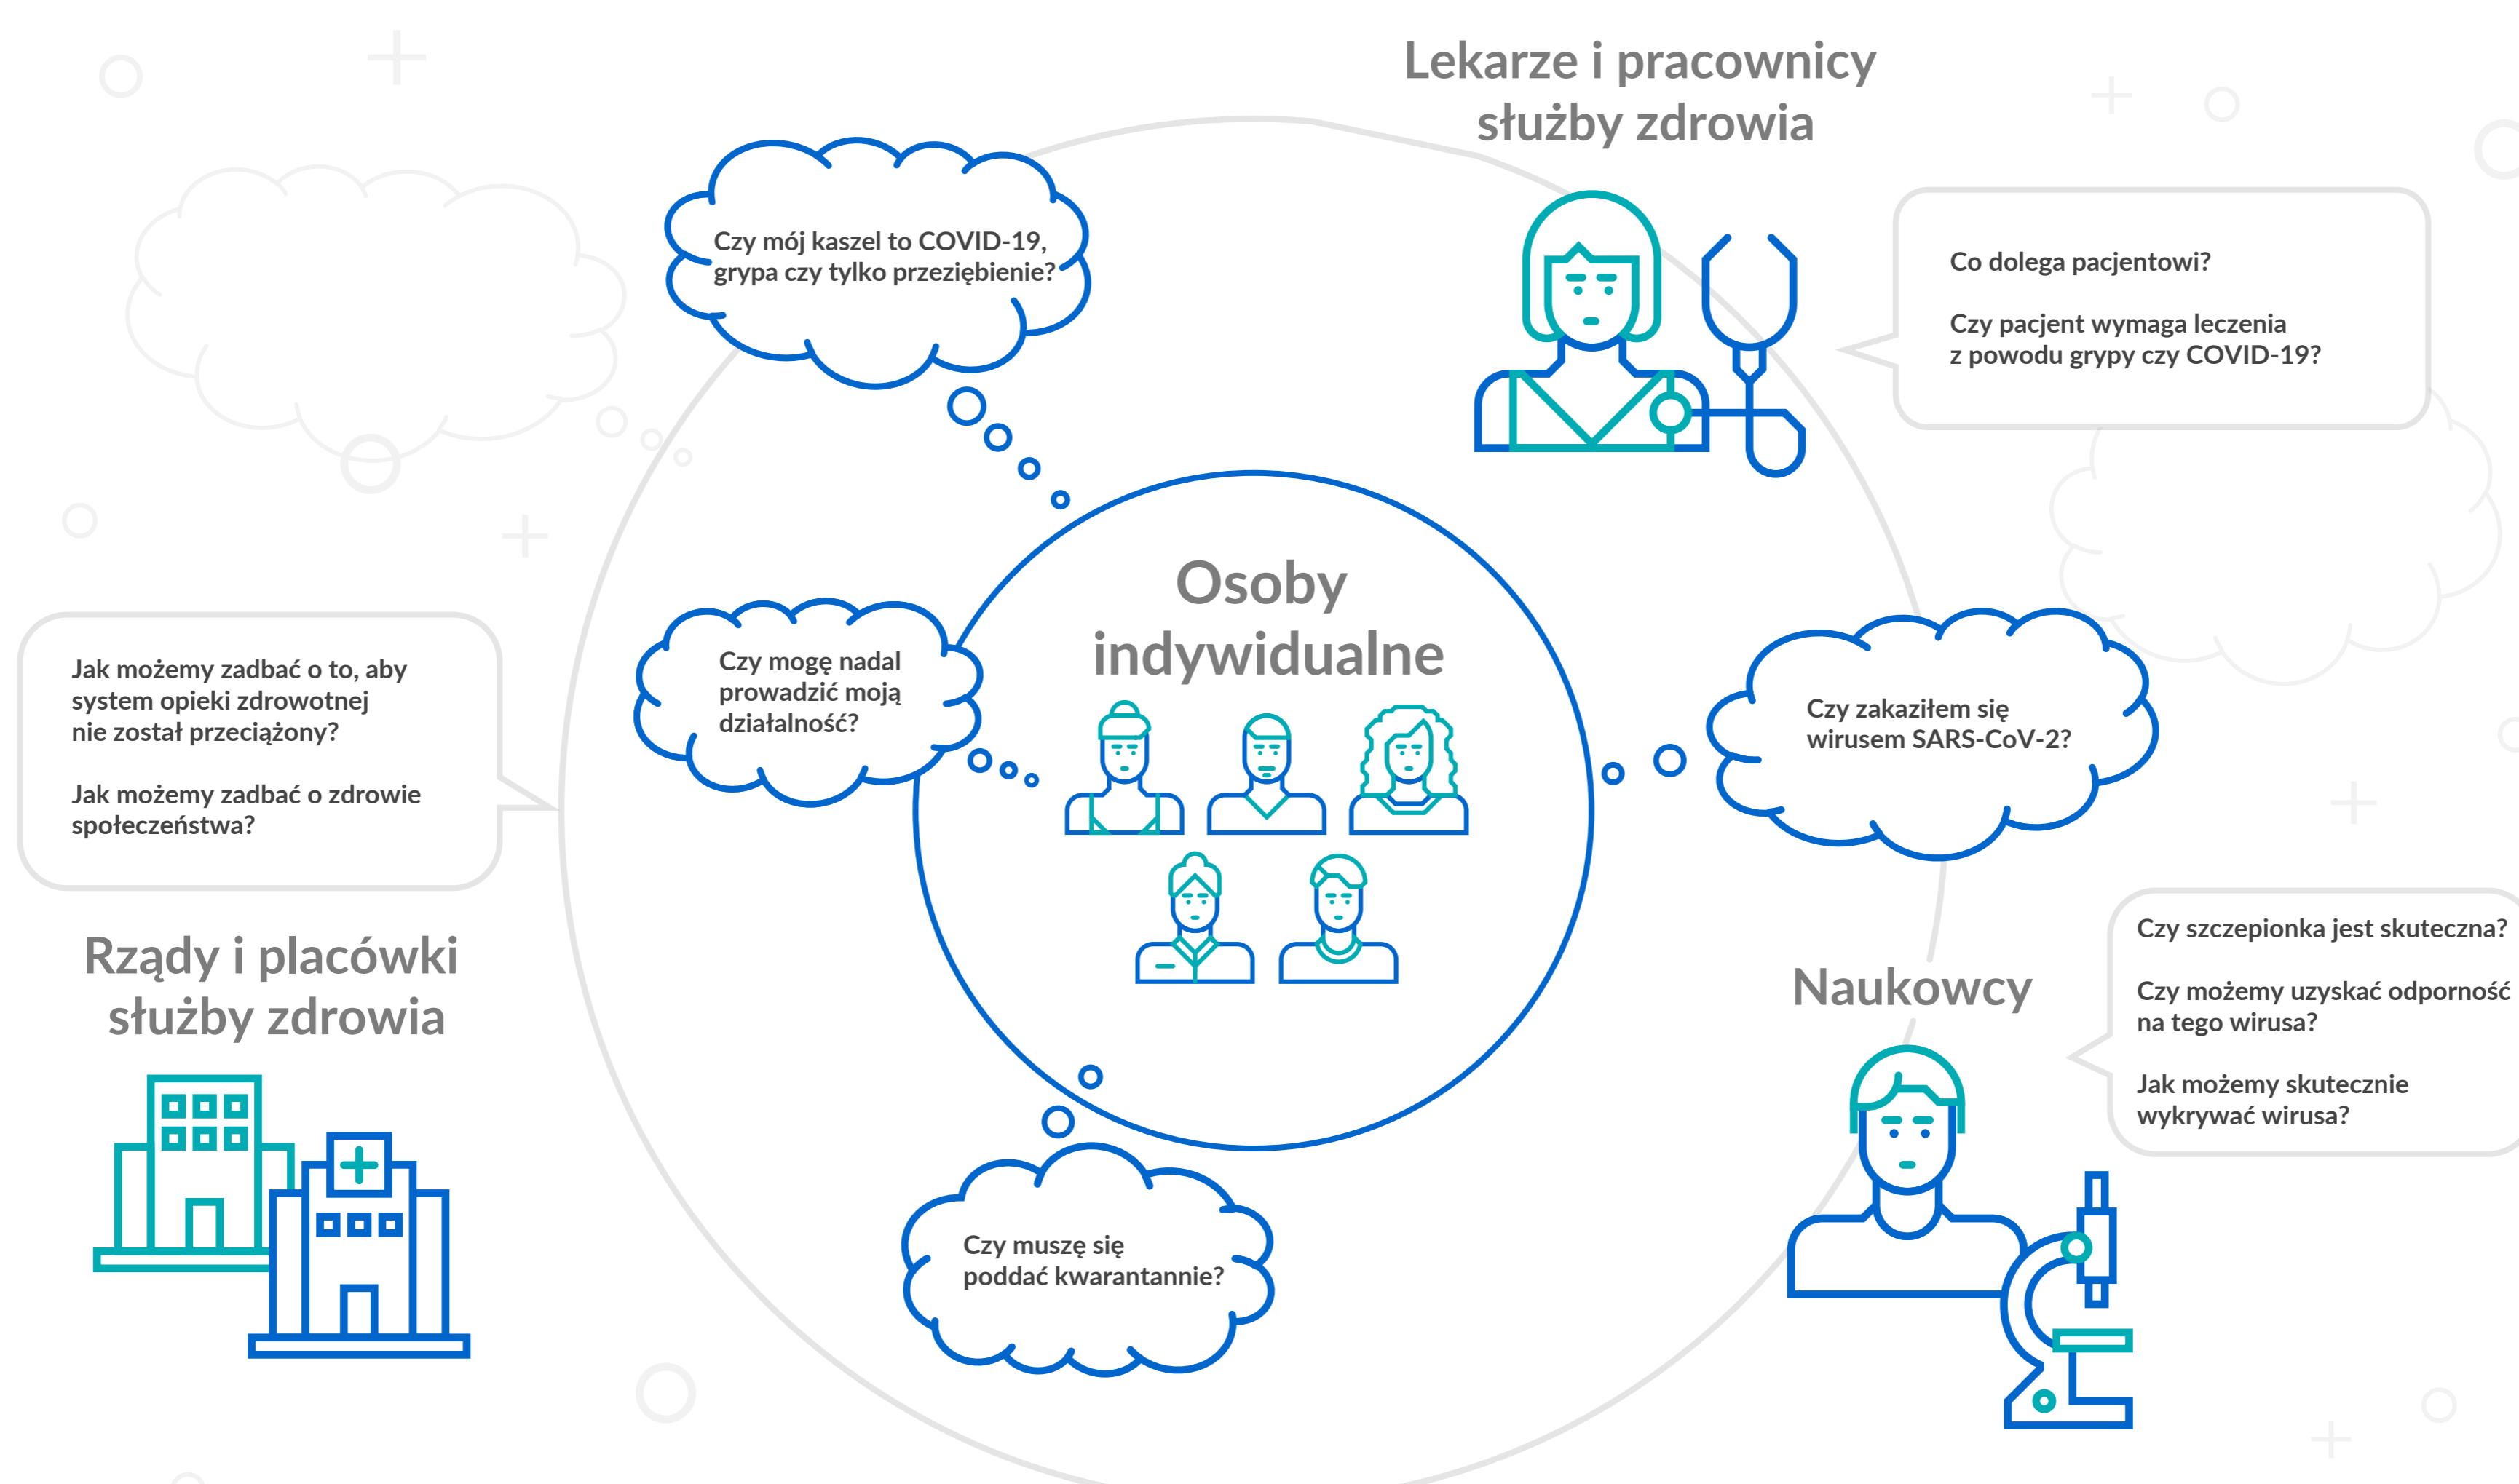 Lekarze i pracownicy
służby zdrowia
Czy mój kaszel to COVID-19,
grypa czy tylko przeziębienie?
Co dolega pacjentowi?
Czy pacjent wymaga leczenia
z powodu grypy czy COVID-19?
Osoby
indywidualne
Czy mogę nadal
prowadzić moją
działalność?
Jak możemy zadbać o to, aby
system opieki zdrowotnej
nie został przeciążony?
Jak możemy zadbać o zdrowie
społeczeństwa?
Czy zakaziłem się
wirusem SARS-CoV-2?
Rządy i placówki
służby zdrowia
Naukowcy
Czy szczepionka jest skuteczna?
Czy możemy uzyskać odporność
na tego wirusa?
Jak możemy skutecznie
wykrywać wirusa?
Czy muszę się
poddać kwarantannie?